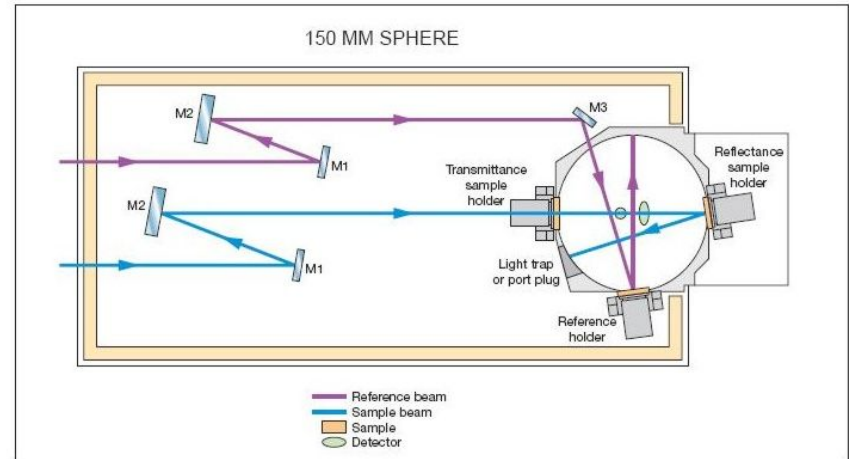 150 MM SPHERE
M2
M3
M1
Transmittance
sample
holder
Reflectance
sample
holder
M2
M1
Light trap
or port plug
Reference
holder
Reference beam
Sample beam
Sample
Detector